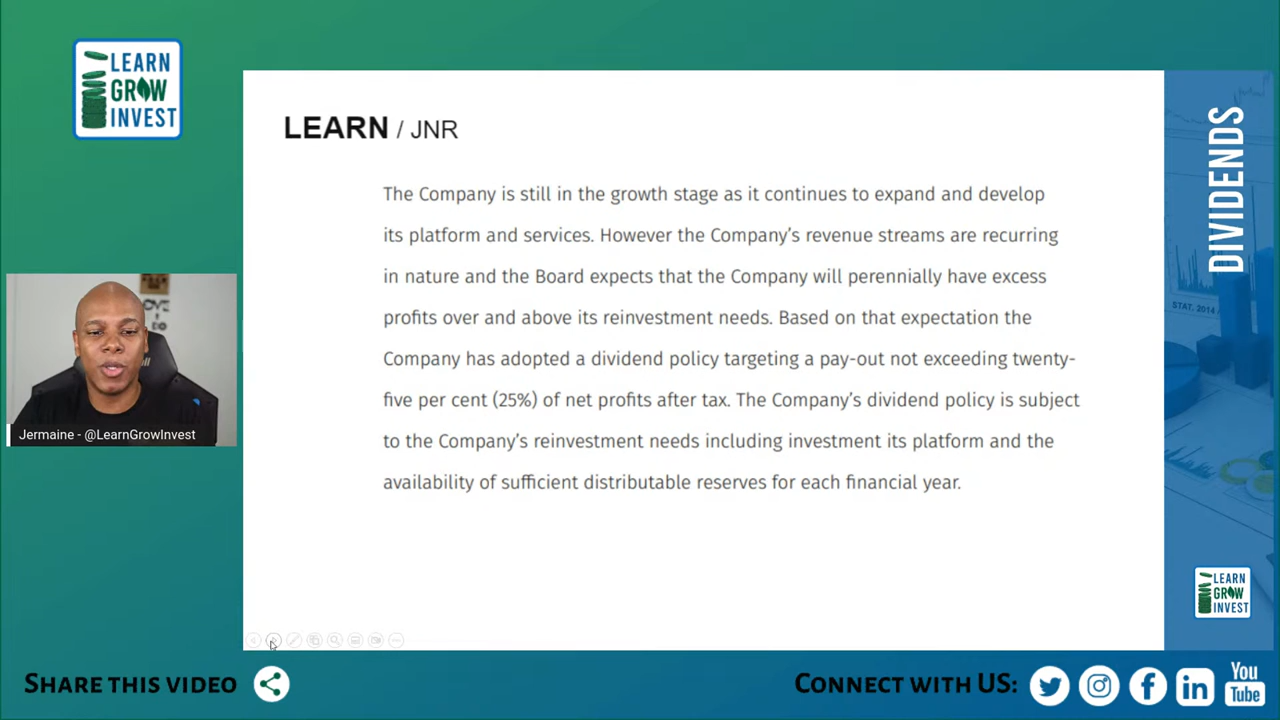 LEARN
GROW
INVEST
LEARN / JNR
The Company is still in the growth stage as it continues to expand and develop
its platform and services. However the Company's revenue streams are recurring
in nature and the Board expects that the Company will perennially have excess
profits over and above its reinvestment needs. Based on that expectation the
Company has adopted a dividend policy targeting a pay-out not exceeding twenty-
five per cent (25%) of net profits after tax. The Company's dividend policy is subject
to the Company's reinvestment needs including investment its platform and the
availability of sufficient distributable reserves for each financial year.
DIVIDENDS
STAT. 2014 /
Jermaine - @LearnGrowInvest
LEARN
GROW
INVEST
SHARE THIS VIDEO
CONNECT WITH US:
You
Tube